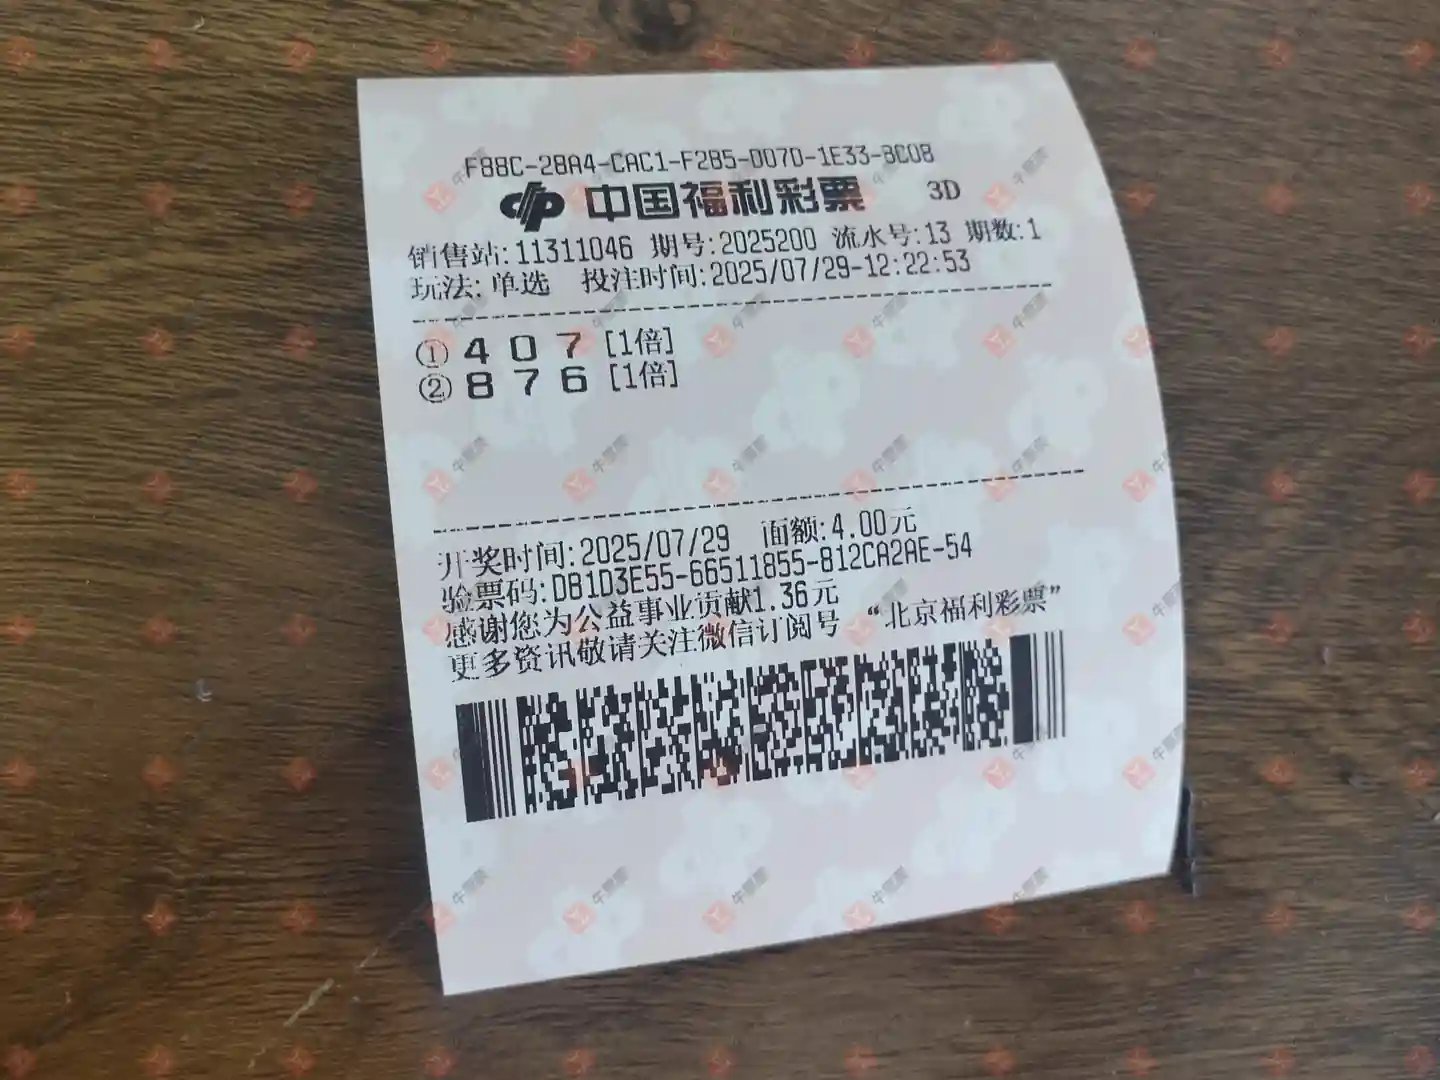 F88C-28A4-CAC1-F2B5-D07D-1E33-BC08
中国福利彩票 3D
销售站:11311046 期号:2025200 流水号:13 期数:1
玩法:单选 投注时间:2025/07/29-12:22:53
① 4 0 7 [1倍]
② 8 7 6 [1倍]
开奖时间:2025/07/29 面额:4.00元
验票码:DB1D3E55-66511855-812CA2AE-54
感谢您为公益事业贡献1.36元
更多资讯敬请关注微信订阅号 “北京福利彩票”